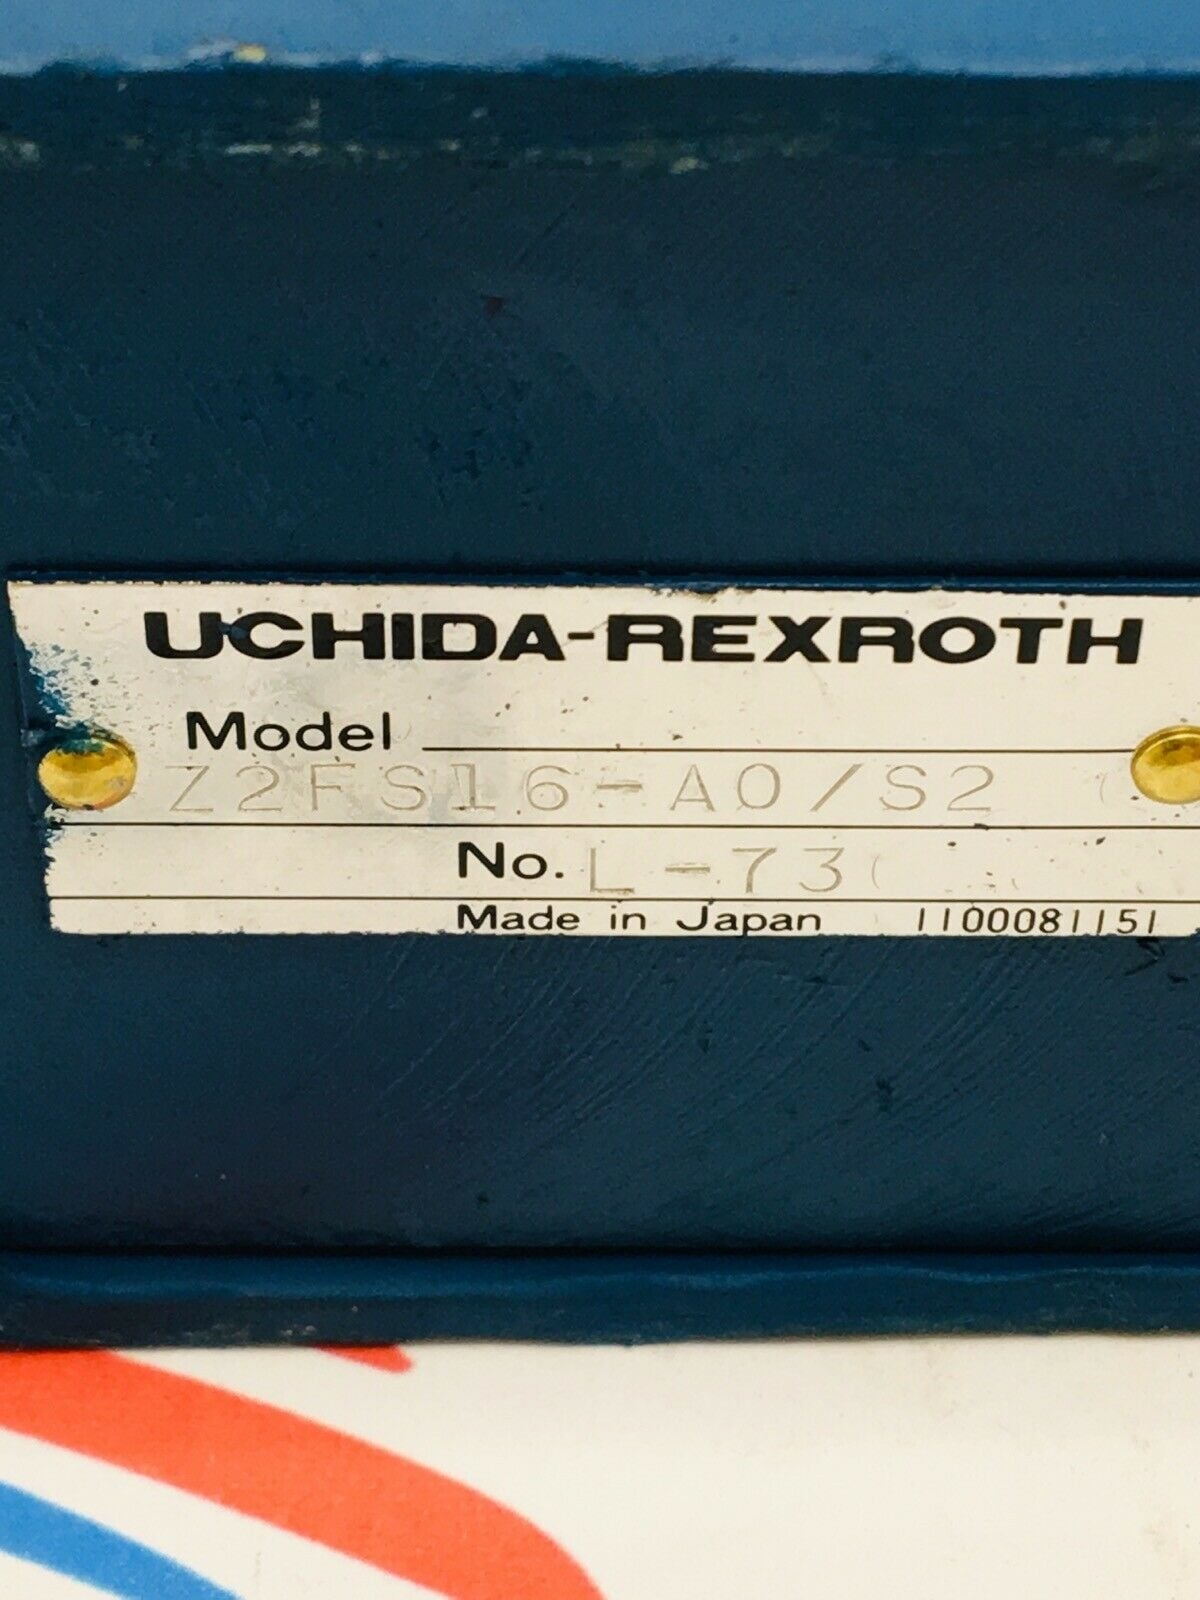 UCHIDA-REXROTH
Model
Z2FS16-A0/S2
No. L-73
Made in Japan 1100081151